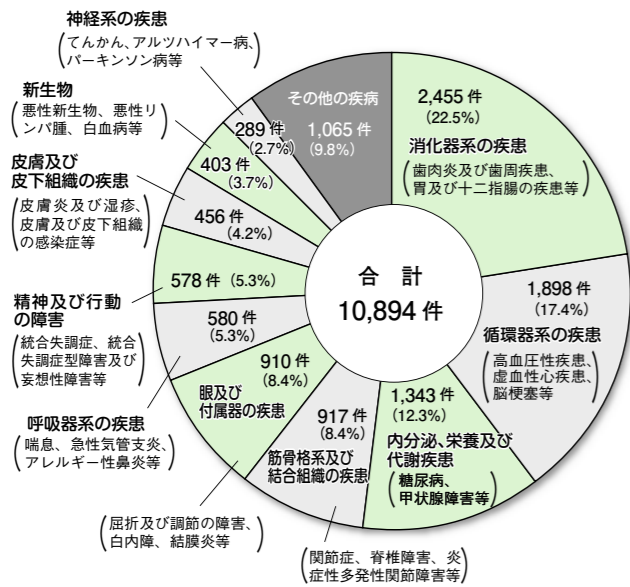 神経系の疾患
てんかん、アルツハイマー病、
パーキンソン病等
新生物
悪性新生物、悪性リ
ンパ腫、白血病等
皮膚及び
皮下組織の疾患
皮膚炎及び湿疹、
皮膚及び皮下組織
の感染症等
精神及び行動
の障害
統合失調症、統合
失調症型障害及び
妄想性障害等
呼吸器系の疾患
喘息、急性気管支炎、
アレルギー性鼻炎等
屈折及び調節の障害、
白内障、結膜炎等
関節症、脊椎障害、炎
症性多発性関節障害等
その他の疾病
1,065 件
(9.8%)
289 件
(2.7%)
403 件
(3.7%)
456 件
(4.2%)
578 件 (5.3%)
580 件
(5.3%)
910 件
(8.4%)
眼及び
付属器の疾患
917 件
(8.4%)
筋骨格系及び
結合組織の疾患
1,343 件
(12.3%)
内分泌、栄養及び
代謝疾患
糖尿病、
甲状腺障害等
1,898 件
(17.4%)
循環器系の疾患
高血圧性疾患、
虚血性心疾患、
脳梗塞等
2,455 件
(22.5%)
消化器系の疾患
歯肉炎及び歯周疾患、
胃及び十二指腸の疾患等
合 計
10,894 件